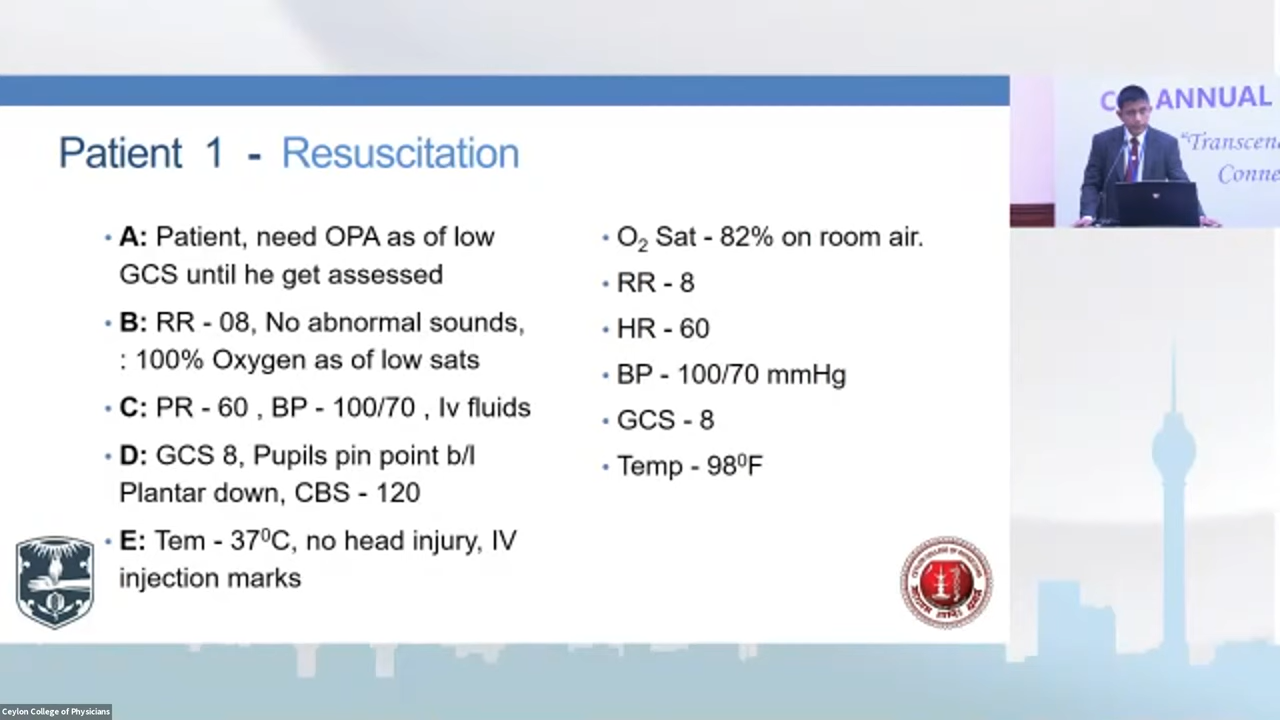 Patient 1 - Resuscitation
• A: Patient, need OPA as of low
GCS until he get assessed
• B: RR - 08, No abnormal sounds,
: 100% Oxygen as of low sats
• C: PR - 60 , BP - 100/70 , Iv fluids
• D: GCS 8, Pupils pin point b/l
Plantar down, CBS - 120
• E: Tem - 37⁰C, no head injury, IV
injection marks
• O₂ Sat - 82% on room air.
• RR - 8
• HR - 60
• BP - 100/70 mmHg
• GCS - 8
• Temp - 98⁰F
ANNUAL
"Transcen
Conne
Ceylon College of Physicians